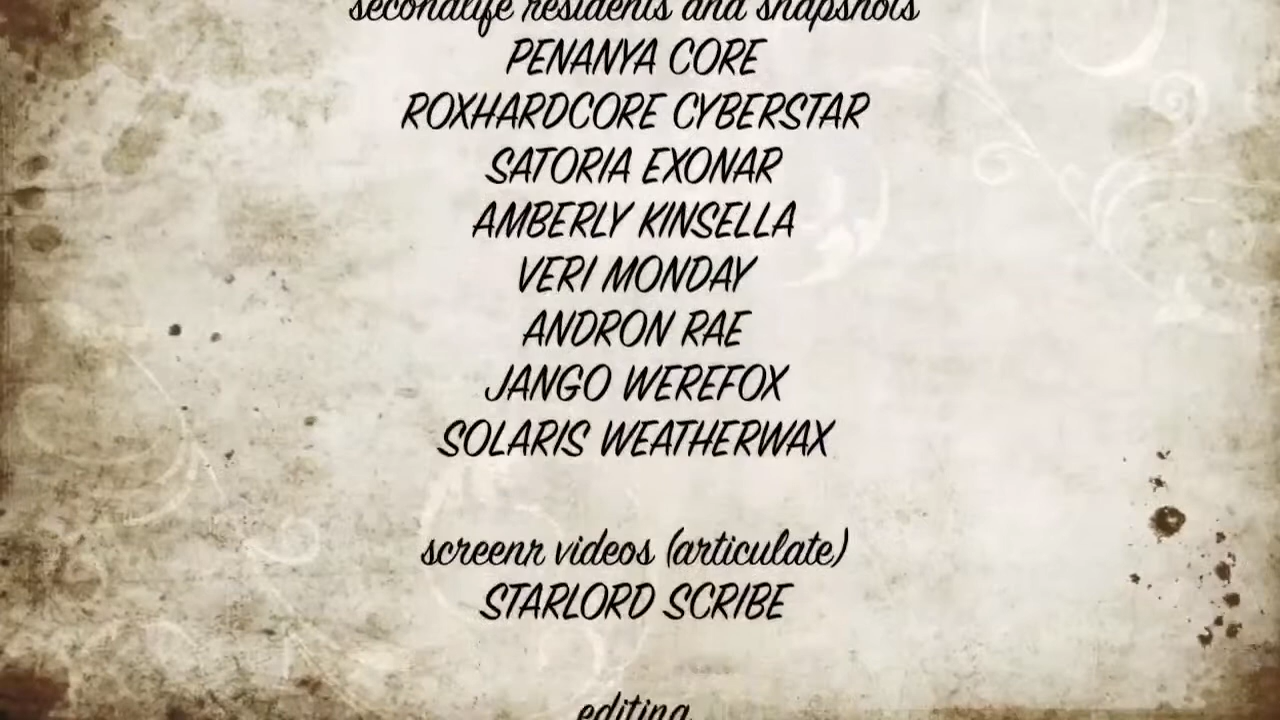 secondlife residents and snapshots
PENANYA CORE
ROXHARDCORE CYBERSTAR
SATORIA EXONAR
AMBERLY KINSELLA
VERI MONDAY
ANDRON RAE
JANGO WEREFOX
SOLARIS WEATHERWAX
screenr videos (articulate)
STARLORD SCRIBE
editing